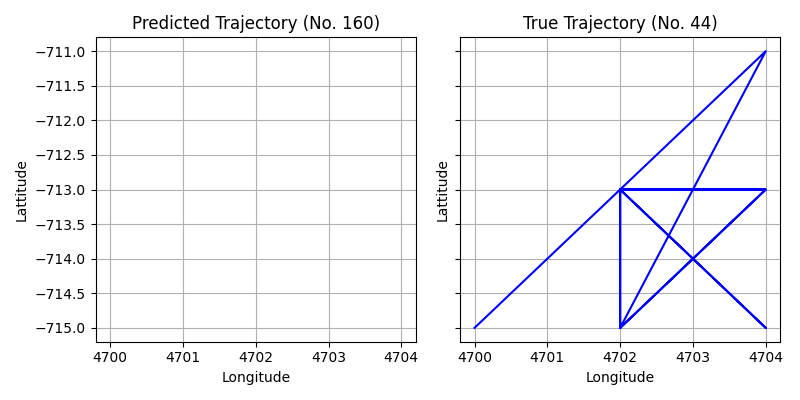 Predicted Trajectory (No. 160)
True Trajectory (No. 44)
Lattitude
−711.0
−711.5
−712.0
−712.5
−713.0
−713.5
−714.0
−714.5
−715.0
4700 4701 4702 4703 4704
Longitude
Lattitude
4700 4701 4702 4703 4704
Longitude